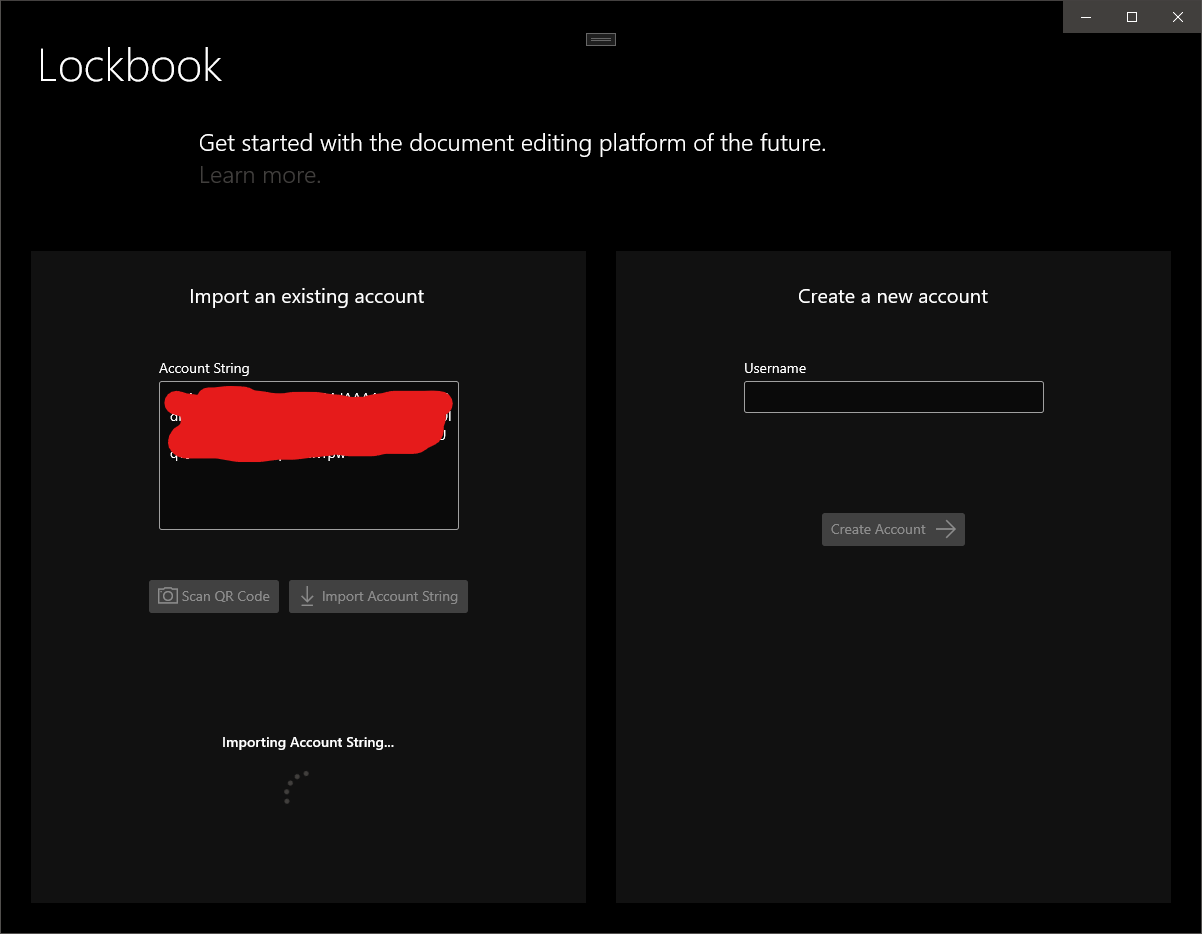 Lockbook
Get started with the document editing platform of the future.
Learn more.
Import an existing account
Account String
Scan QR Code
Import Account String
Importing Account String...
Create a new account
Username
Create Account